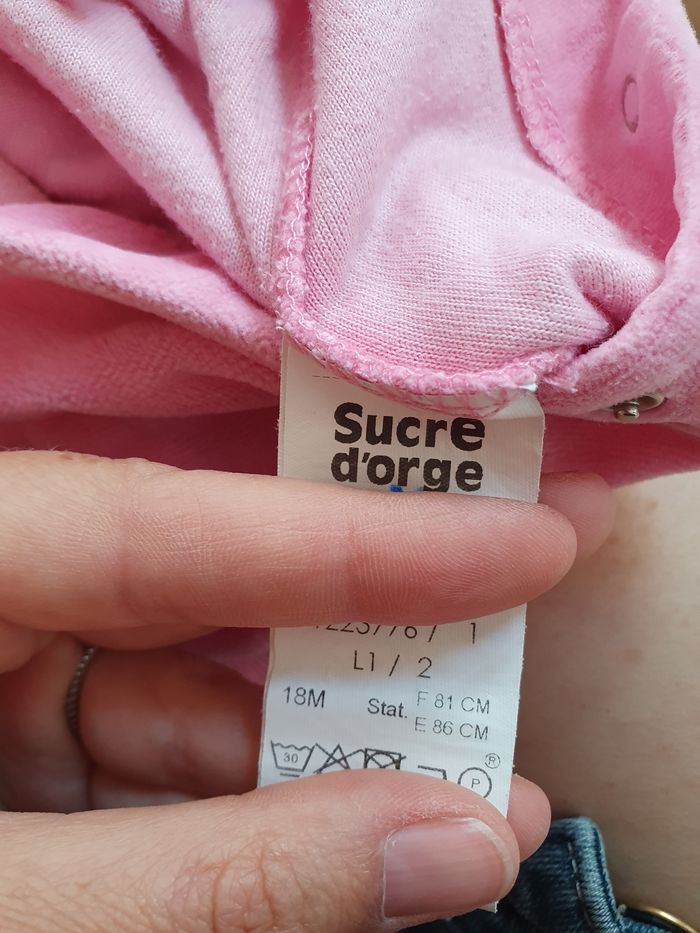 Sucre
d'orge
L1 / 2
18M
Stat.
F 81 CM
E 86 CM
30
P
®